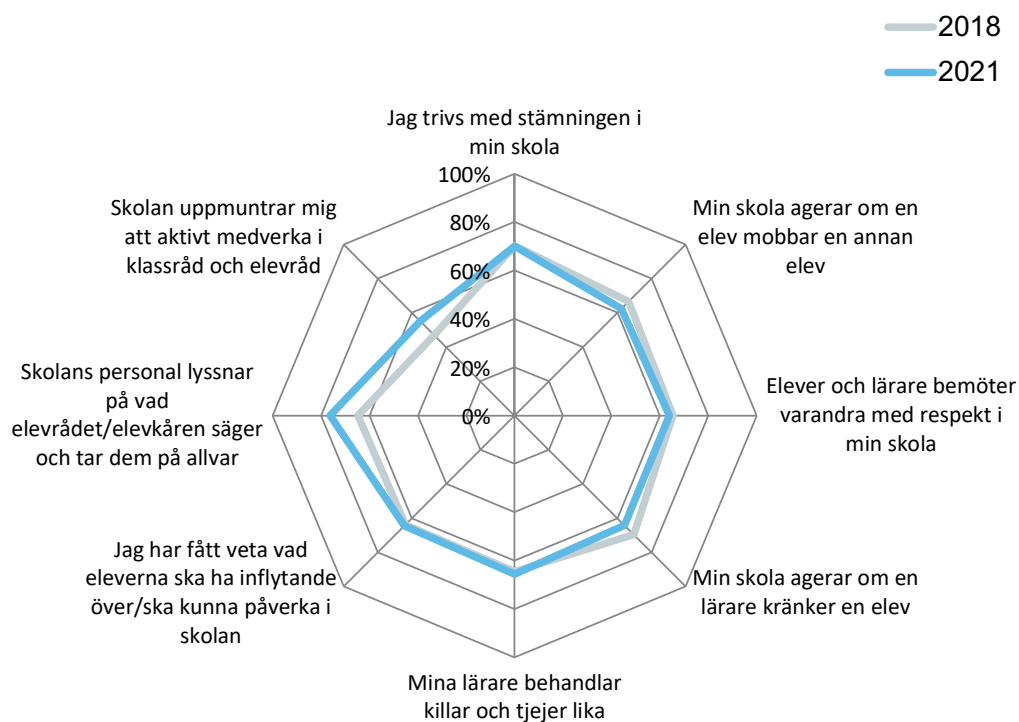 2018
2021
Jag trivs med stämningen i
min skola
Min skola agerar om en
elev mobbar en annan
elev
Elever och lärare bemöter
varandra med respekt i
min skola
Min skola agerar om en
lärare kränker en elev
Mina lärare behandlar
killar och tjejer lika
Jag har fått veta vad
eleverna ska ha inflytande
över/ska kunna påverka i
skolan
Skolans personal lyssnar
på vad
elevrådet/elevkåren säger
och tar dem på allvar
Skolan uppmuntrar mig
att aktivt medverka i
klassråd och elevråd
100%
80%
60%
40%
20%
0%